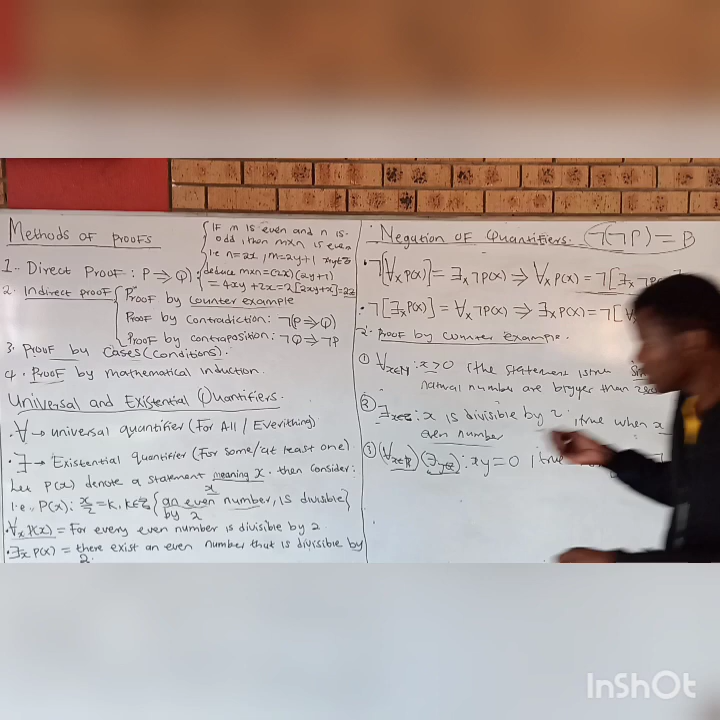 Methods of Proofs
1. Direct Proof: P⇒Q
{IF m is even and n is
odd, then m×n is even
i.e n=2x, m=2y+1 x,y∈ℤ
deduce m×n=(2x)(2y+1)
=4xy+2x=2[2xy+x]=2z
2. Indirect proof { Proof by counter example
Proof by contradiction: ¬(P⇒Q)
Proof by contraposition: ¬Q⇒¬P
3. Proof by Cases (conditions).
4. Proof by mathematical induction.
Universal and Existential Quantifiers.
• ∀→ universal quantifier (For All / Everithing)
• ∃→ Existential quantifier (For some/at least one)
Let P(x) denote a statement meaning x. then consider:
i.e., P(x): x/2=k, k∈ℤ {an even number, x is divisible} by 2
• ∀x P(x) = For every even number is divisible by 2.
• ∃x P(x) = there exist an even number that is divisible by
2.
Negation of Quantifiers. (¬(¬P)=P
• ¬[∀x P(x)]=∃x ¬P(x) ⇒ ∀x P(x)=¬[∃x ¬P
• ¬[∃x P(x)]=∀x ¬P(x) ⇒ ∃x P(x)=¬[∀
2. Proof by counter example.
① ∀x∈ℕ: x>0 (the statement is true
natural number are bigger than zero
② ∃x∈ℤ: x is divisible by 2, true when x
even number
③ (∀x∈ℝ)(∃y∈ℤ): xy=0, true
InShOt